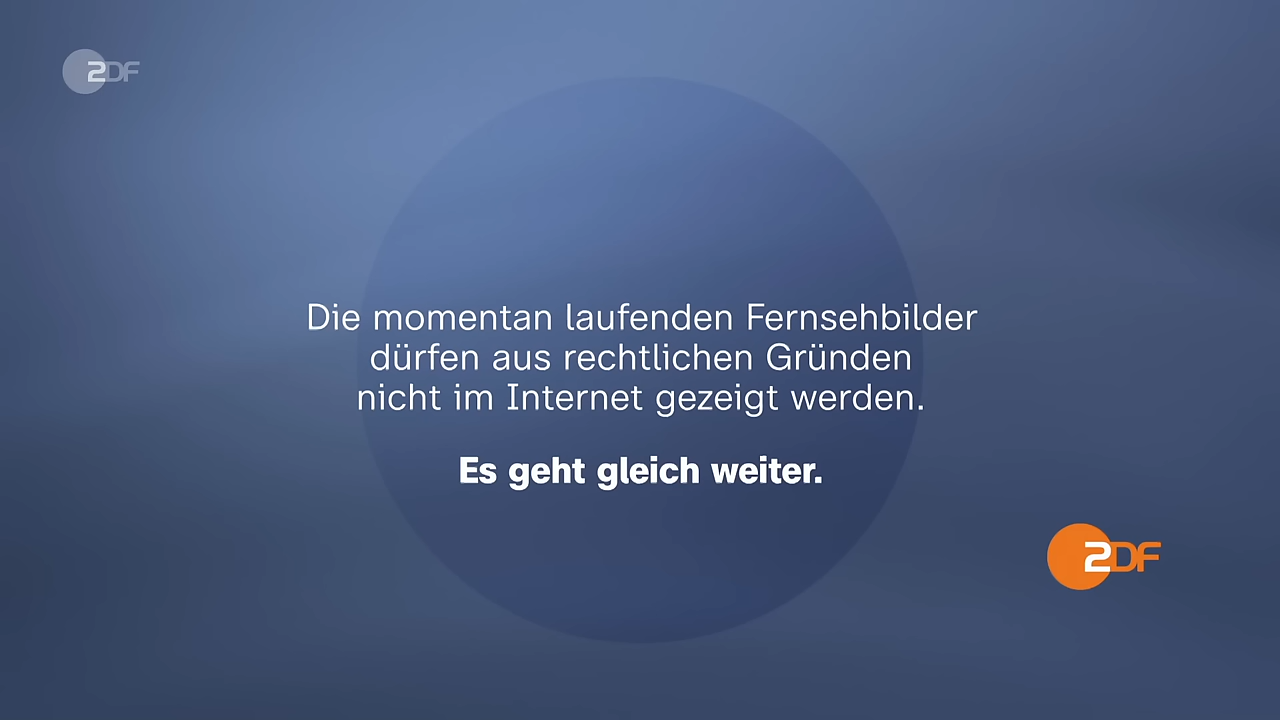 ZDF
Die momentan laufenden Fernsehbilder
dürfen aus rechtlichen Gründen
nicht im Internet gezeigt werden.
Es geht gleich weiter.
ZDF